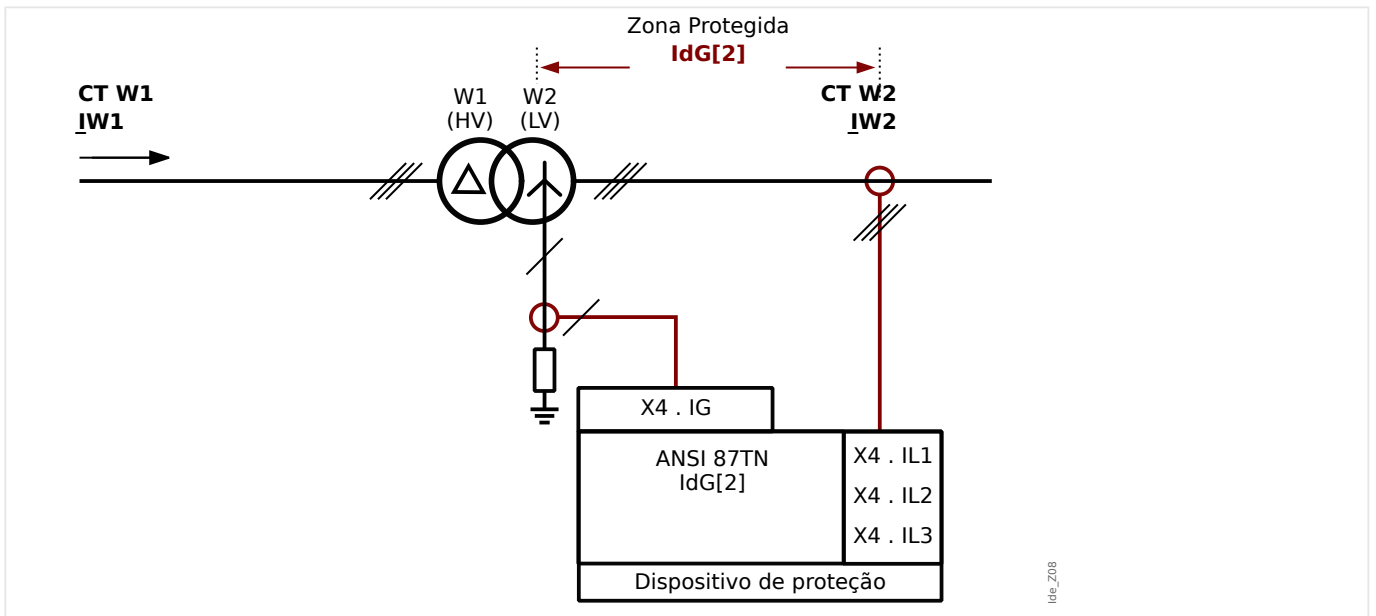 Zona Protegida
IdG[2]
CT W1
IW1
W1
(HV)
W2
(LV)
CT W2
IW2
X4 . IG
ANSI 87TN
IdG[2]
X4 . IL1
X4 . IL2
X4 . IL3
Dispositivo de proteção
Ide_Z08